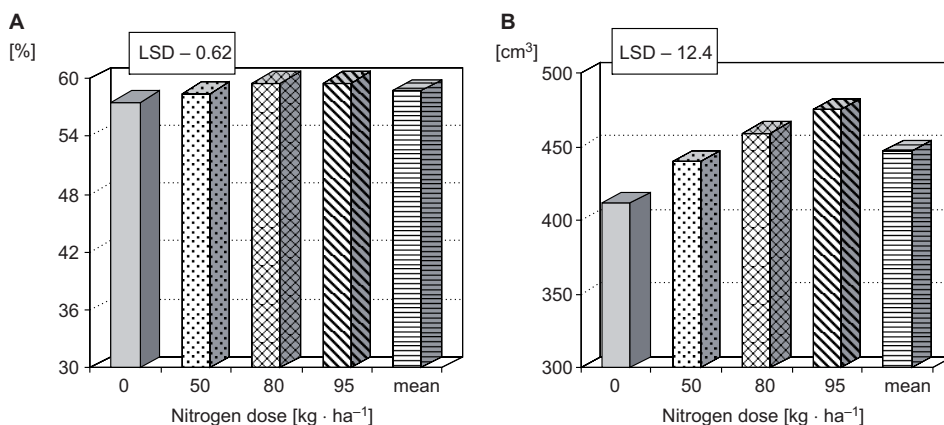 A
[%]
LSD – 0.62
60
54
48
42
36
30
0 50 80 95 mean
Nitrogen dose [kg · ha⁻¹]
B
[cm³]
LSD – 12.4
500
450
400
350
300
0 50 80 95 mean
Nitrogen dose [kg · ha⁻¹]